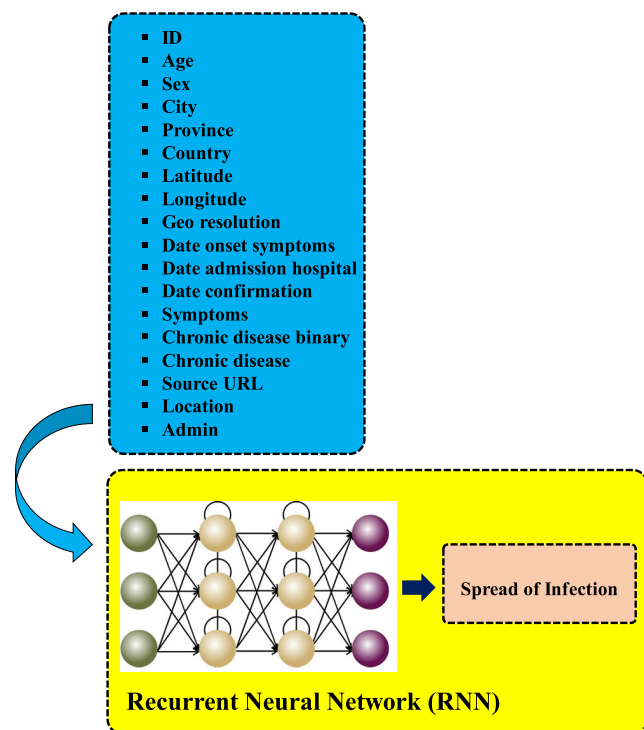 ID
Age
Sex
City
Province
Country
Latitude
Longitude
Geo resolution
Date onset symptoms
Date admission hospital
Date confirmation
Symptoms
Chronic disease binary
Chronic disease
Source URL
Location
Admin
Spread of Infection
Recurrent Neural Network (RNN)